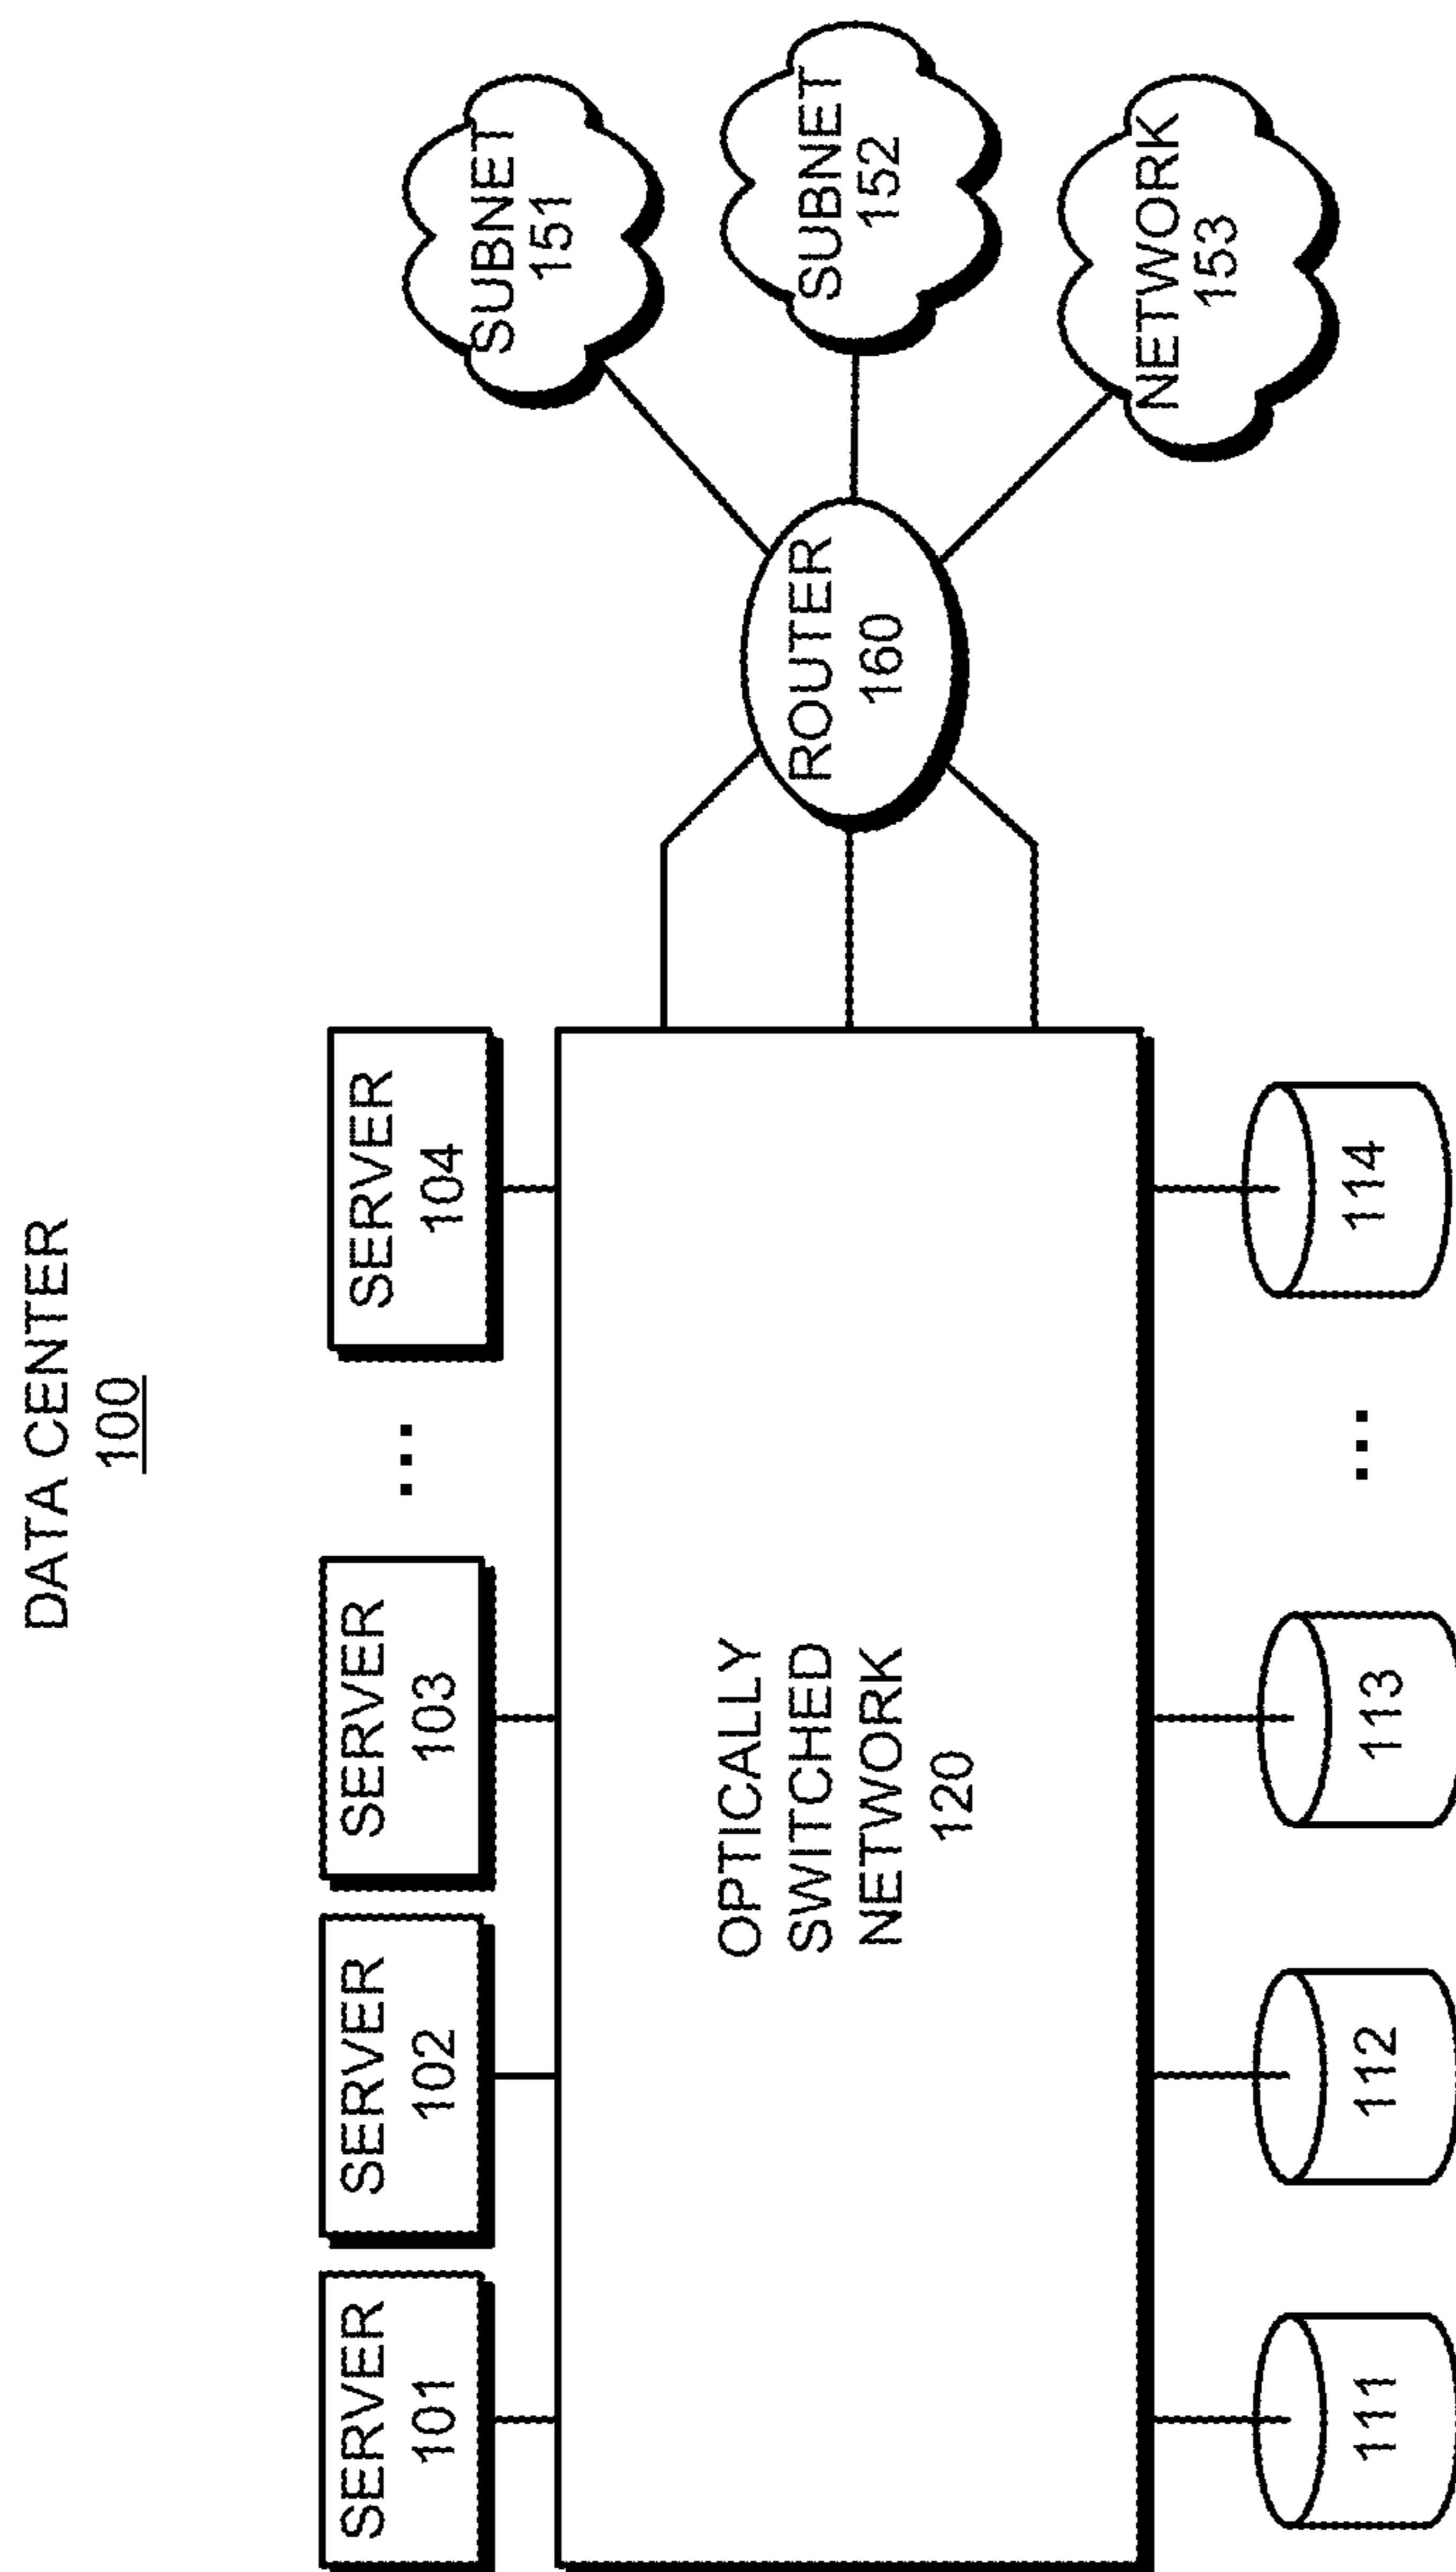 DATA CENTER
100
SERVER
101
SERVER
102
SERVER
103
...
SERVER
104
OPTICALLY
SWITCHED
NETWORK
120
ROUTER
160
SUBNET
151
SUBNET
152
NETWORK
153
111
112
113
...
114